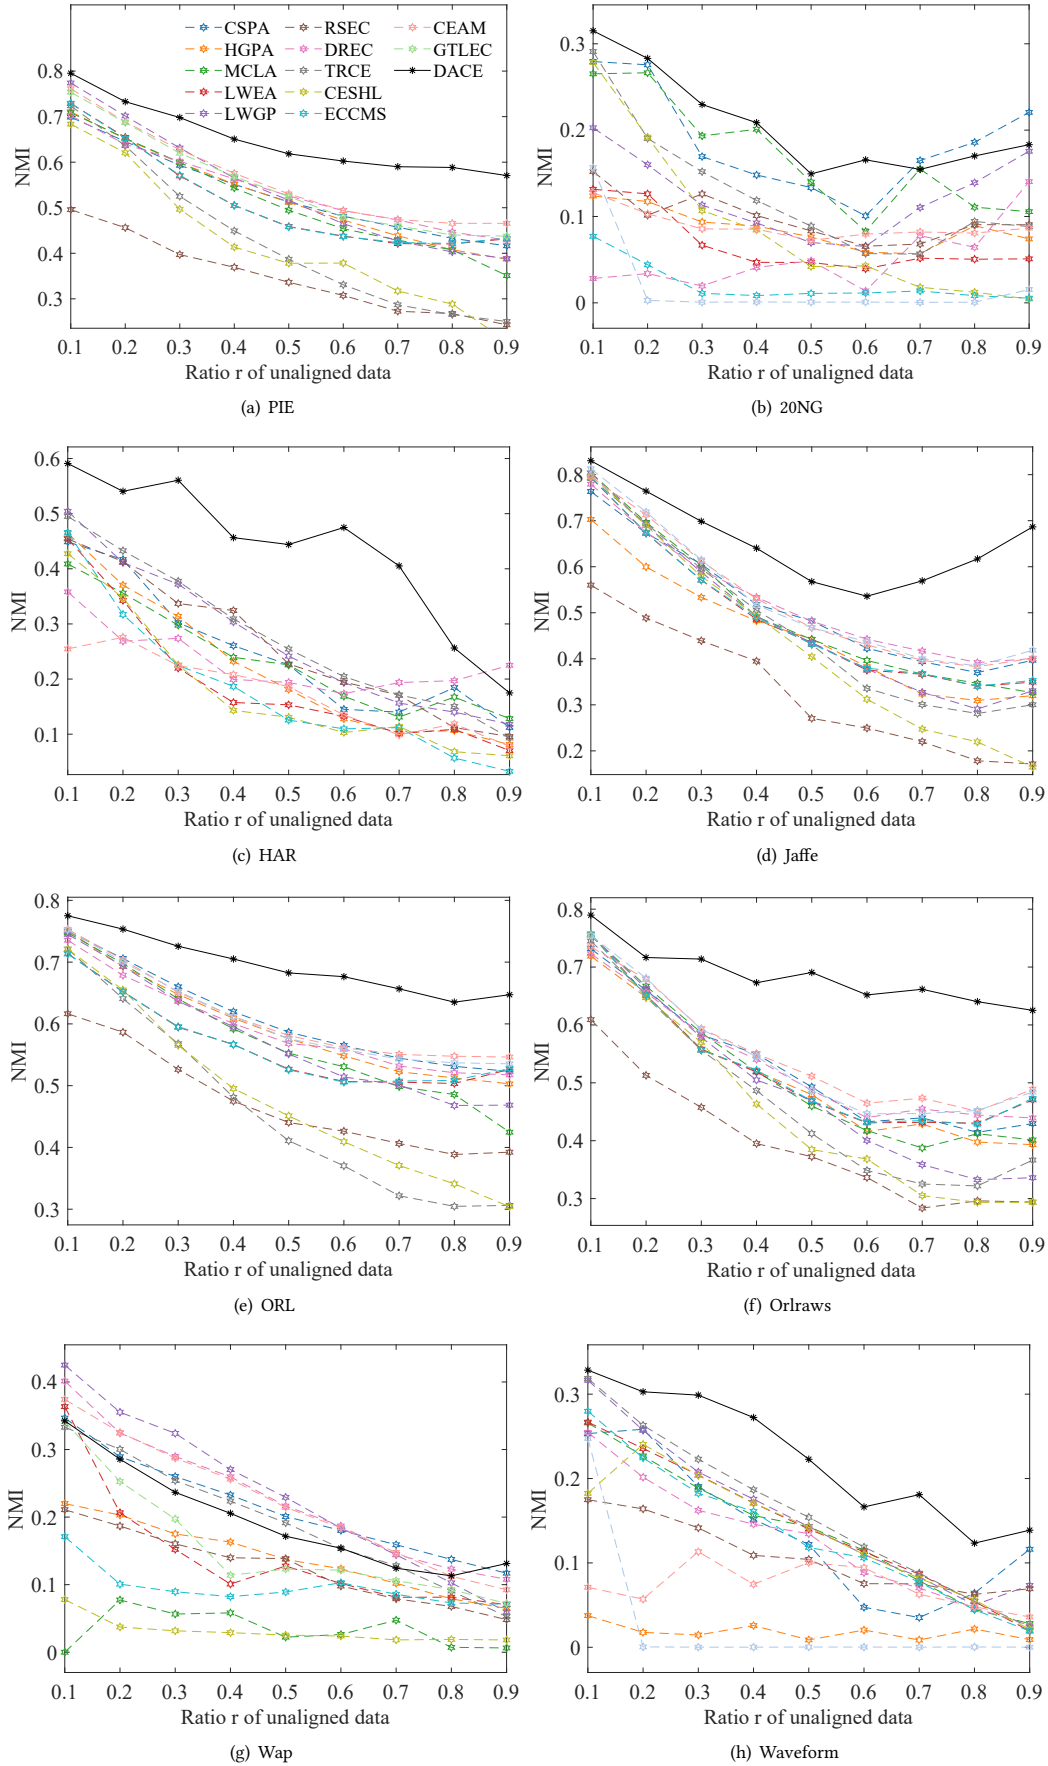 CSPA RSEC CEAM
HGPA DREC GTLEC
MCLA TRCE DACE
LWEA CESHL
LWGP ECCMS
NMI
0.8
0.7
0.6
0.5
0.4
0.3
0.1 0.2 0.3 0.4 0.5 0.6 0.7 0.8 0.9
Ratio r of unaligned data
(a) PIE
NMI
0.3
0.2
0.1
0
0.1 0.2 0.3 0.4 0.5 0.6 0.7 0.8 0.9
Ratio r of unaligned data
(b) 20NG
NMI
0.6
0.5
0.4
0.3
0.2
0.1
0.1 0.2 0.3 0.4 0.5 0.6 0.7 0.8 0.9
Ratio r of unaligned data
(c) HAR
NMI
0.8
0.7
0.6
0.5
0.4
0.3
0.2
0.1 0.2 0.3 0.4 0.5 0.6 0.7 0.8 0.9
Ratio r of unaligned data
(d) Jaffe
NMI
0.8
0.7
0.6
0.5
0.4
0.3
0.1 0.2 0.3 0.4 0.5 0.6 0.7 0.8 0.9
Ratio r of unaligned data
(e) ORL
NMI
0.8
0.7
0.6
0.5
0.4
0.3
0.1 0.2 0.3 0.4 0.5 0.6 0.7 0.8 0.9
Ratio r of unaligned data
(f) Orlraws
NMI
0.4
0.3
0.2
0.1
0
0.1 0.2 0.3 0.4 0.5 0.6 0.7 0.8 0.9
Ratio r of unaligned data
(g) Wap
NMI
0.3
0.2
0.1
0
0.1 0.2 0.3 0.4 0.5 0.6 0.7 0.8 0.9
Ratio r of unaligned data
(h) Waveform